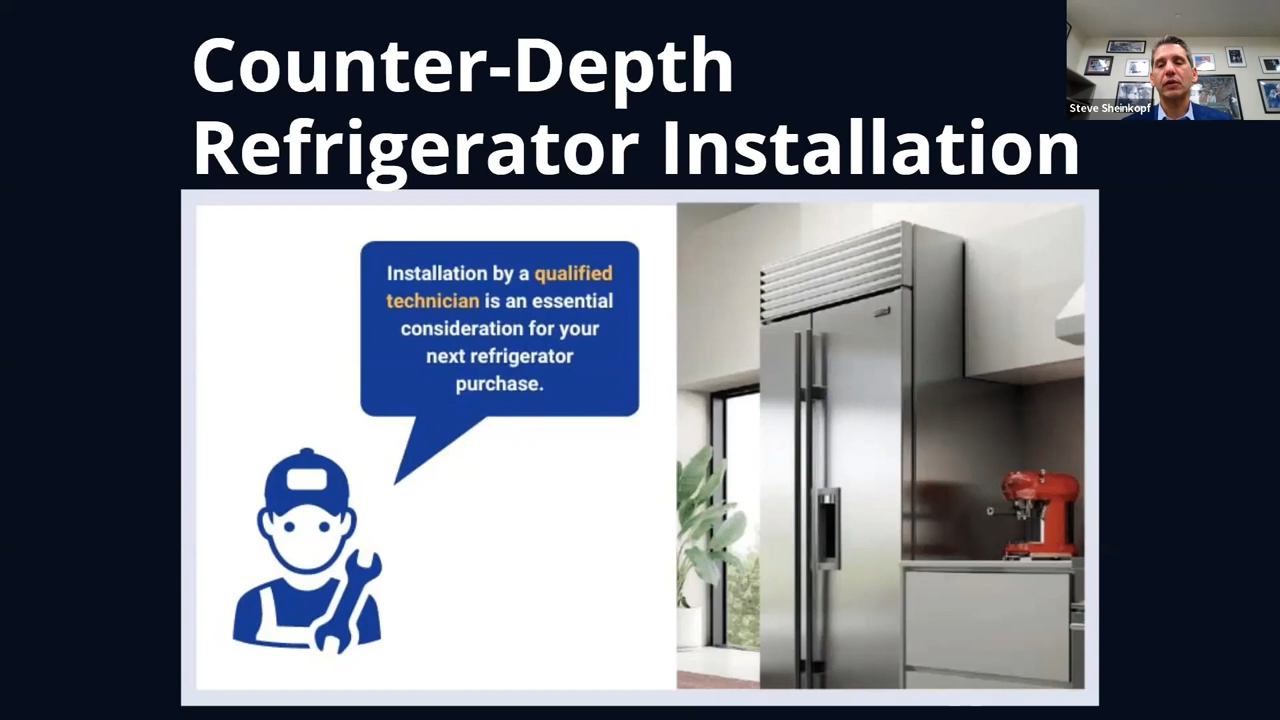 Counter-Depth
Refrigerator Installation
Steve Sheinkopf
Installation by a qualified
technician is an essential
consideration for your
next refrigerator
purchase.